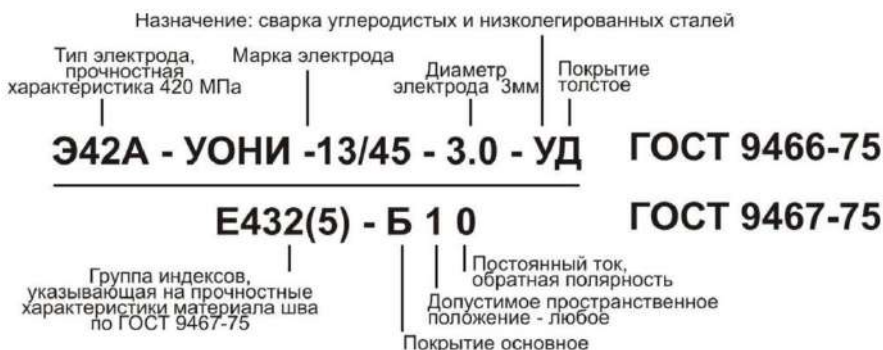 Назначение: сварка углеродистых и низколегированных сталей
Тип электрода,
прочностная
характеристика 420 МПа
Марка электрода
Диаметр
электрода 3мм
Покрытие
толстое
Э42А - УОНИ -13/45 - 3.0 - УД
ГОСТ 9466-75
Е432(5) - Б 1 0
ГОСТ 9467-75
Группа индексов,
указывающая на прочностные
характеристики материала шва
по ГОСТ 9467-75
Постоянный ток,
обратная полярность
Допустимое пространственное
положение - любое
Покрытие основное